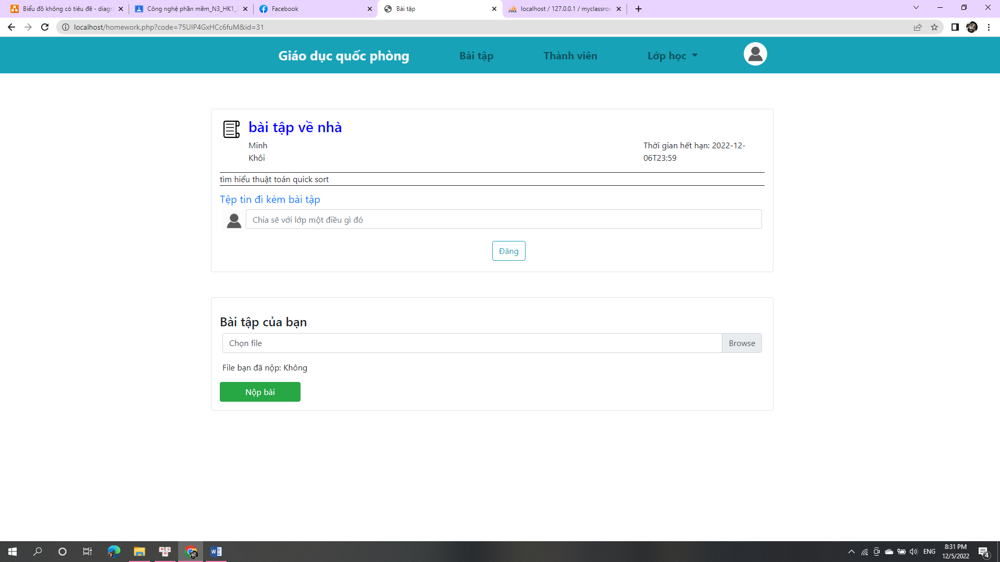 Biểu đồ không có tiêu đề - diagra
Công nghệ phần mềm_N3_HK1_2
Facebook
Bài tập
localhost / 127.0.0.1 / myclassroo
localhost/homework.php?code=75UIP4GxHCc6fuM&id=31
Giáo dục quốc phòng
Bài tập
Thành viên
Lớp học
bài tập về nhà
Minh
Khôi
Thời gian hết hạn: 2022-12-
06T23:59
tìm hiểu thuật toán quick sort
Tệp tin đi kèm bài tập
Chia sẽ với lớp một điều gì đó
Đăng
Bài tập của bạn
Chọn file
Browse
File bạn đã nộp: Không
Nộp bài
ENG
8:31 PM
12/5/2022
4